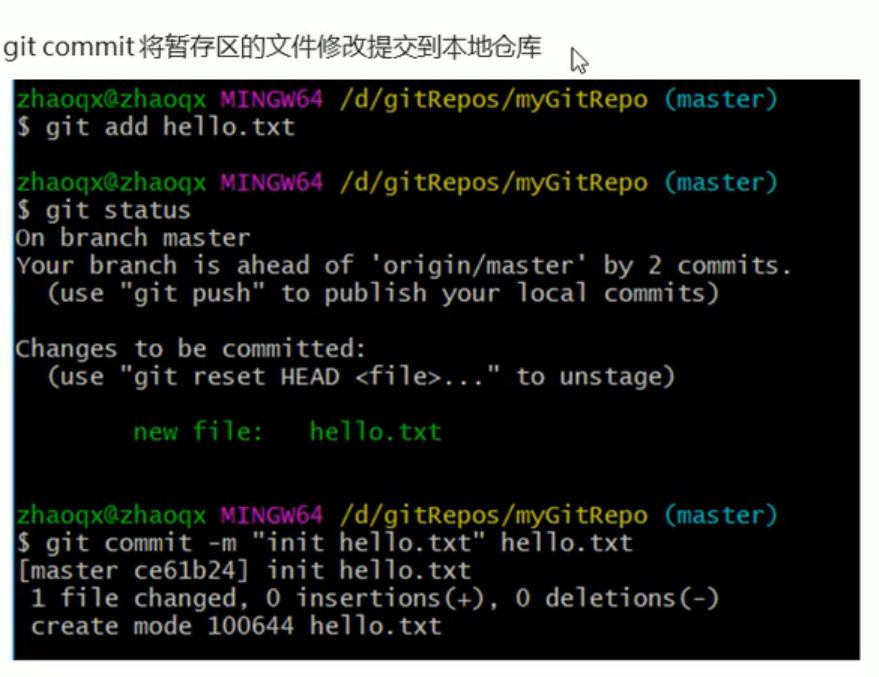 git commit 将暂存区的文件修改提交到本地仓库
zhaoqx@zhaoqx MINGW64 /d/gitRepos/myGitRepo (master)
$ git add hello.txt
zhaoqx@zhaoqx MINGW64 /d/gitRepos/myGitRepo (master)
$ git status
On branch master
Your branch is ahead of 'origin/master' by 2 commits.
  (use "git push" to publish your local commits)
Changes to be committed:
  (use "git reset HEAD <file>..." to unstage)
        new file:   hello.txt
zhaoqx@zhaoqx MINGW64 /d/gitRepos/myGitRepo (master)
$ git commit -m "init hello.txt" hello.txt
[master ce61b24] init hello.txt
 1 file changed, 0 insertions(+), 0 deletions(-)
 create mode 100644 hello.txt